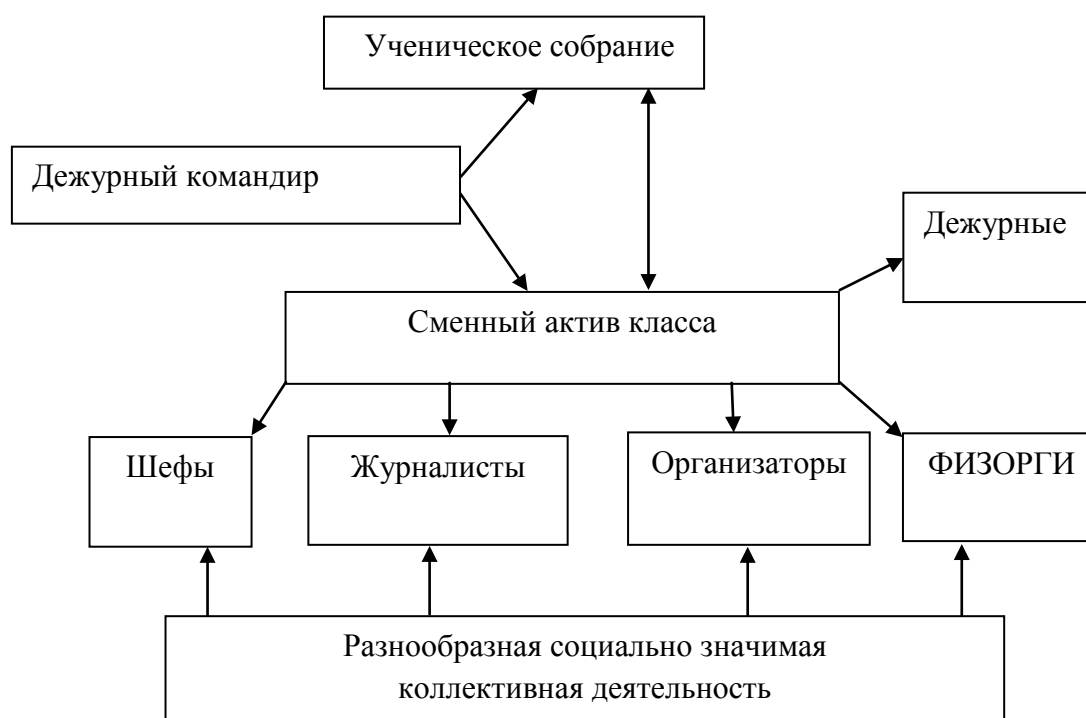 Ученическое собрание
Дежурный командир
Дежурные
Сменный актив класса
Шефы
Журналисты
Организаторы
ФИЗОРГИ
Разнообразная социально значимая
коллективная деятельность